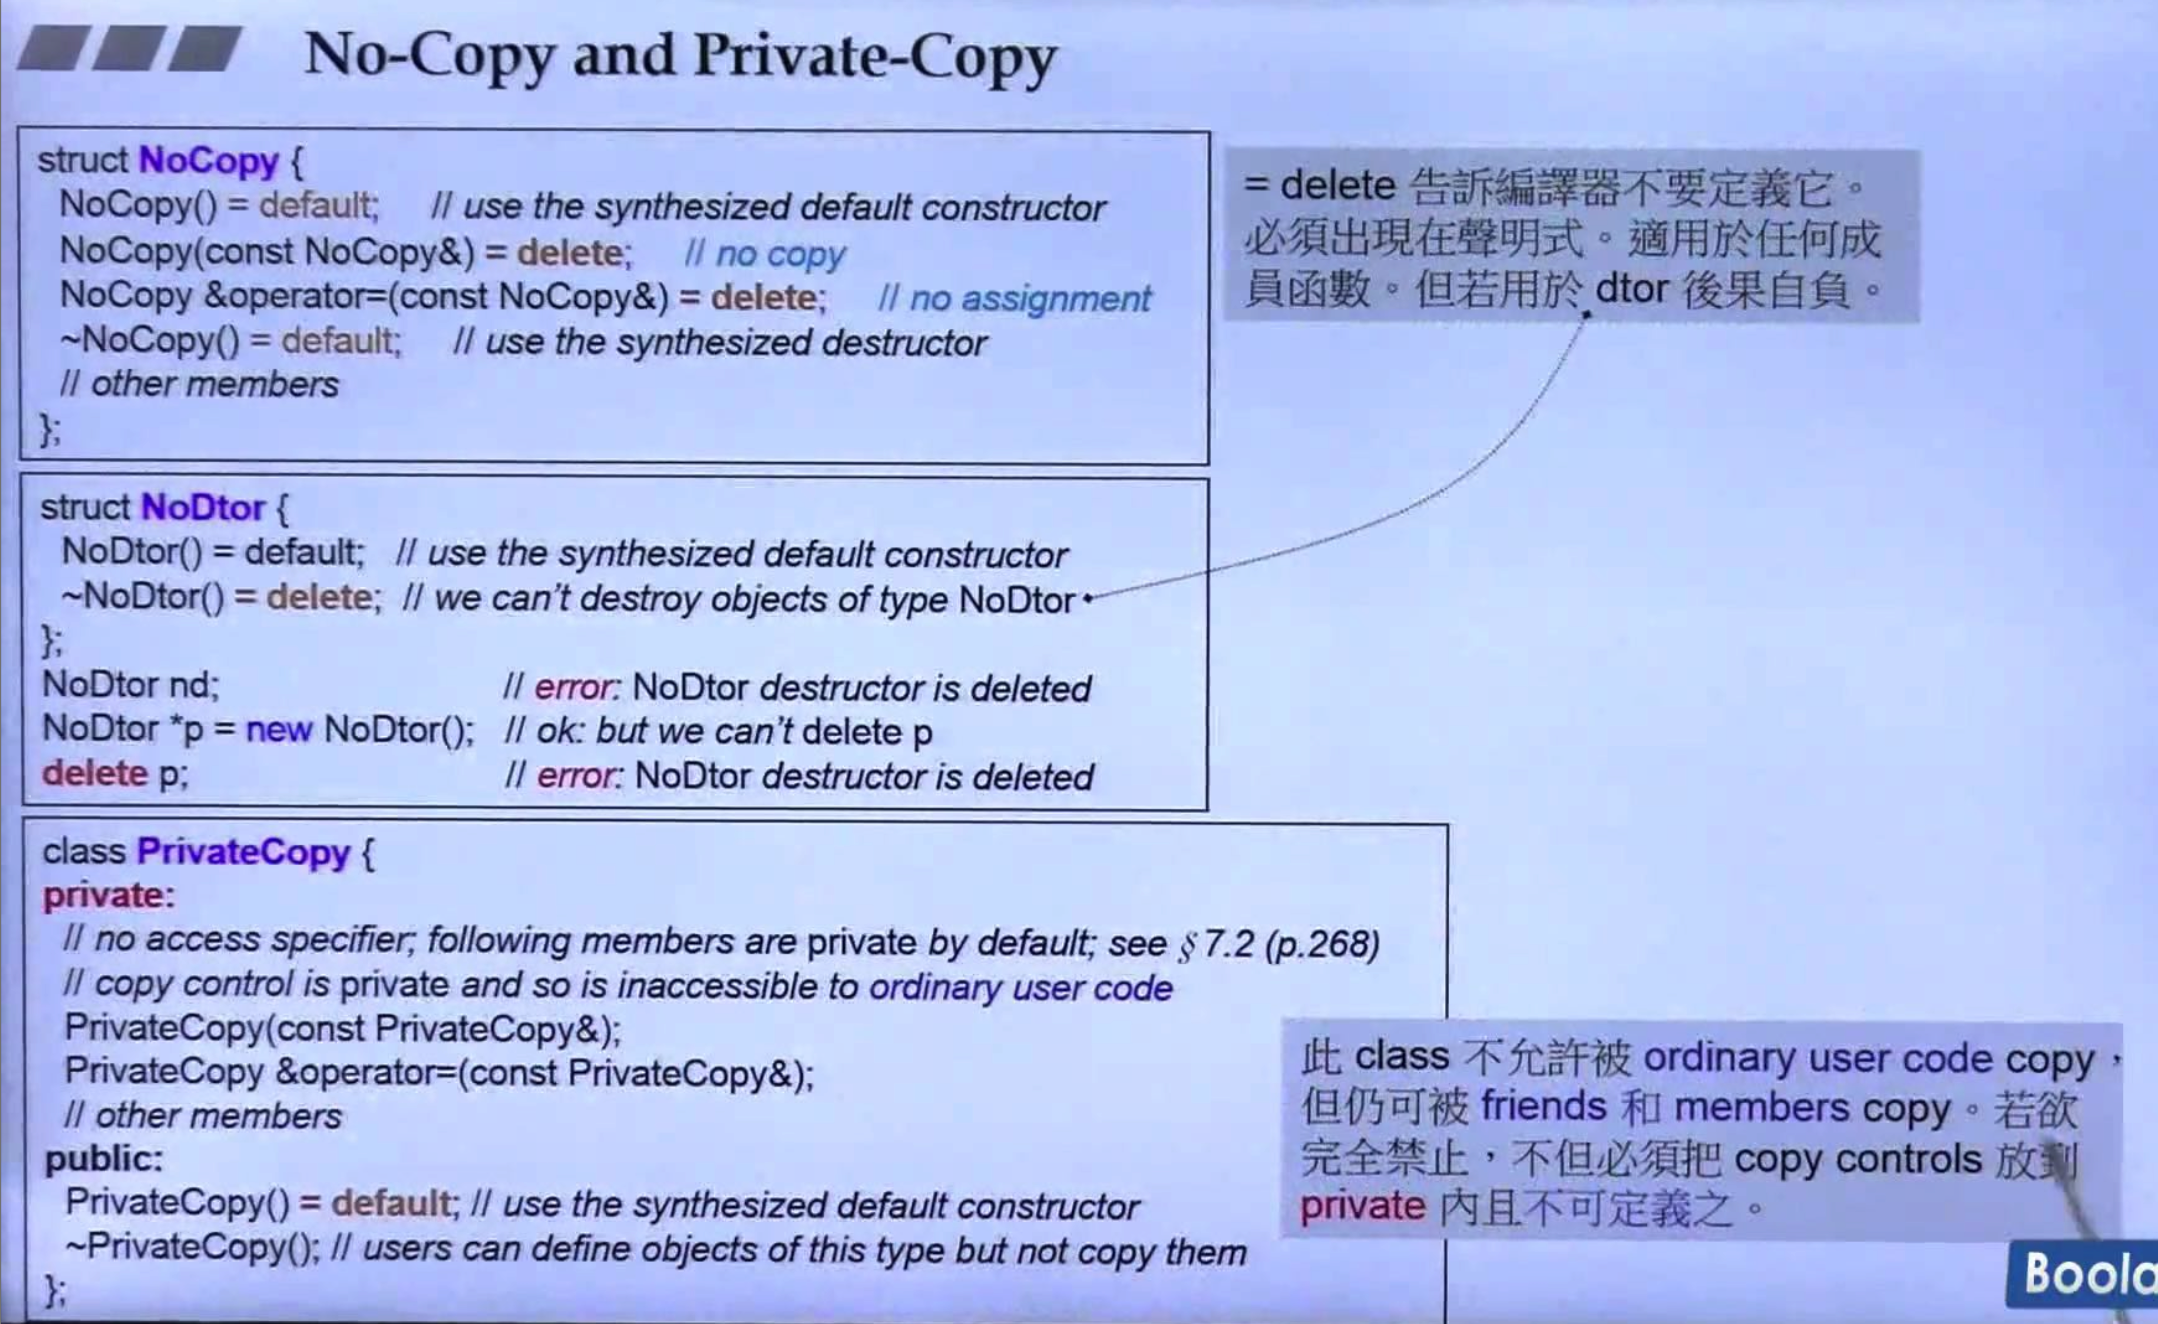 No-Copy and Private-Copy
struct NoCopy {
NoCopy() = default; // use the synthesized default constructor
NoCopy(const NoCopy&) = delete; // no copy
NoCopy &operator=(const NoCopy&) = delete; // no assignment
~NoCopy() = default; // use the synthesized destructor
// other members
};
= delete 告訴編譯器不要定義它。
必須出現在聲明式。適用於任何成
員函數。但若用於 dtor 後果自負。
struct NoDtor {
NoDtor() = default; // use the synthesized default constructor
~NoDtor() = delete; // we can't destroy objects of type NoDtor
};
NoDtor nd; // error: NoDtor destructor is deleted
NoDtor *p = new NoDtor(); // ok: but we can't delete p
delete p; // error: NoDtor destructor is deleted
class PrivateCopy {
private:
// no access specifier; following members are private by default; see §7.2 (p.268)
// copy control is private and so is inaccessible to ordinary user code
PrivateCopy(const PrivateCopy&);
PrivateCopy &operator=(const PrivateCopy&);
// other members
public:
PrivateCopy() = default; // use the synthesized default constructor
~PrivateCopy(); // users can define objects of this type but not copy them
};
此 class 不允許被 ordinary user code copy，
但仍可被 friends 和 members copy。若欲
完全禁止，不但必須把 copy controls 放到
private 內且不可定義之。
Boola